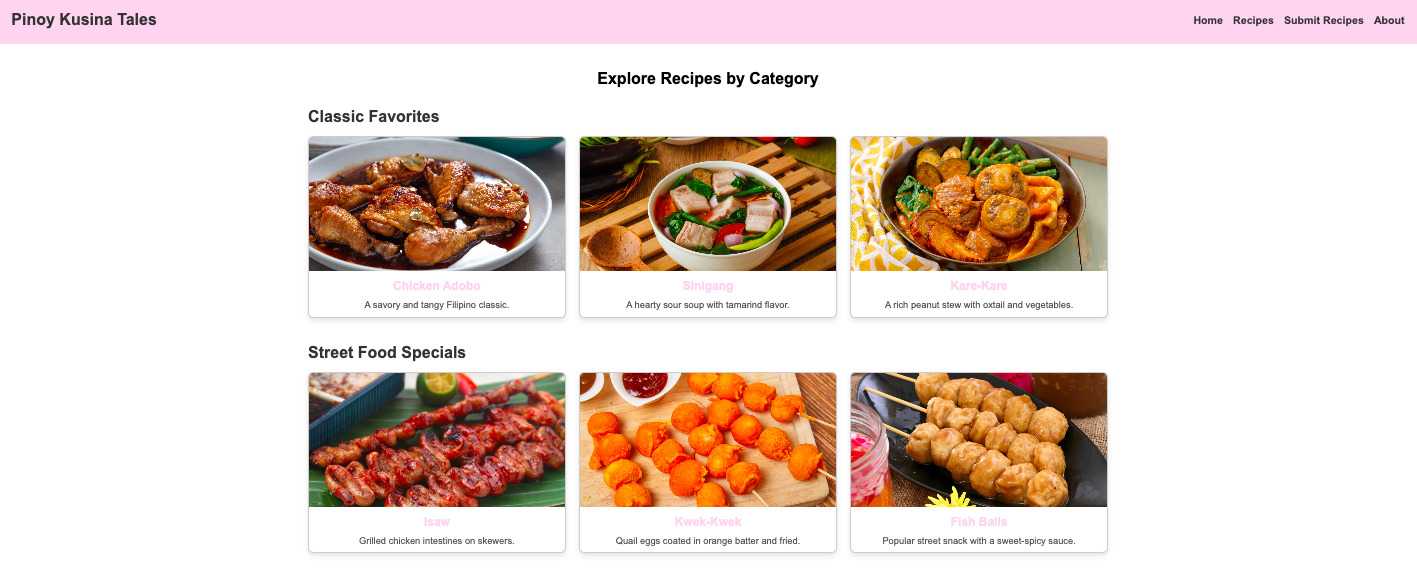 Pinoy Kusina Tales
Home Recipes Submit Recipes About
Explore Recipes by Category
Classic Favorites
Chicken Adobo
A savory and tangy Filipino classic.
Sinigang
A hearty sour soup with tamarind flavor.
Kare-Kare
A rich peanut stew with oxtail and vegetables.
Street Food Specials
Isaw
Grilled chicken intestines on skewers.
Kwek-Kwek
Quail eggs coated in orange batter and fried.
Fish Balls
Popular street snack with a sweet-spicy sauce.